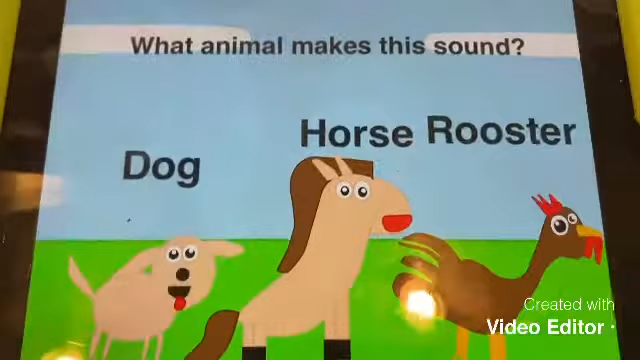 What animal makes this sound?
Horse Rooster
Dog
Created with
Video Editor